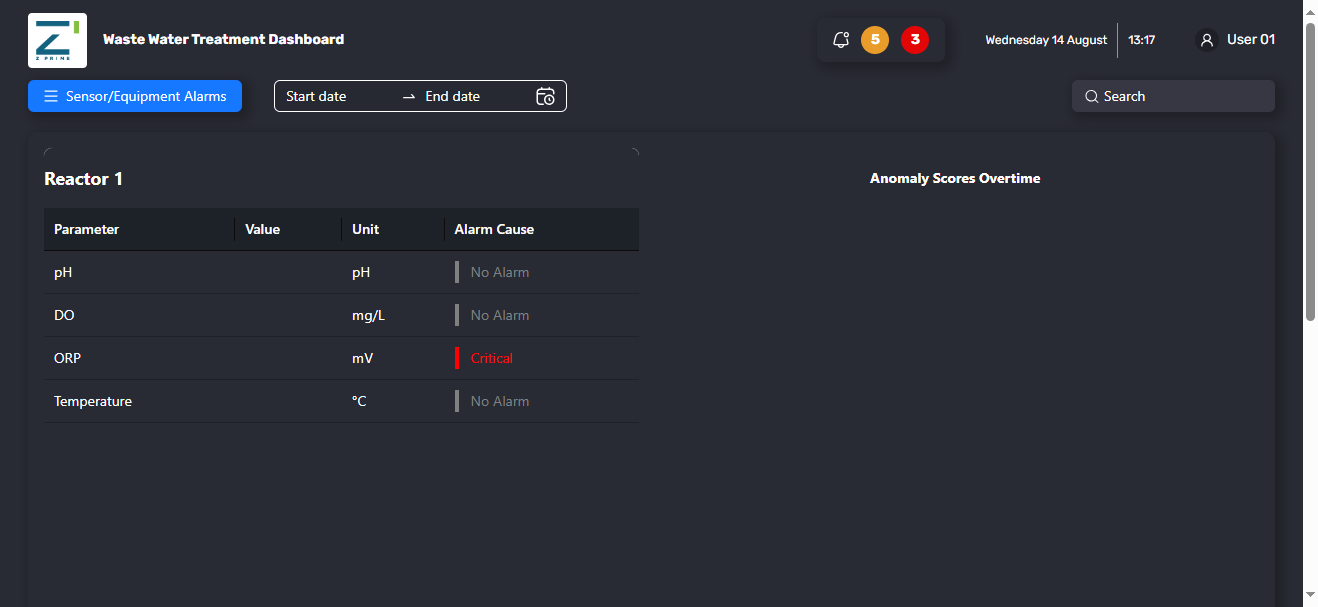 Z PRIME
Waste Water Treatment Dashboard
5
3
Wednesday 14 August
13:17
User 01
Sensor/Equipment Alarms
Start date
End date
Search
Reactor 1
Anomaly Scores Overtime
Parameter Value Unit Alarm Cause
pH pH No Alarm
DO mg/L No Alarm
ORP mV Critical
Temperature °C No Alarm